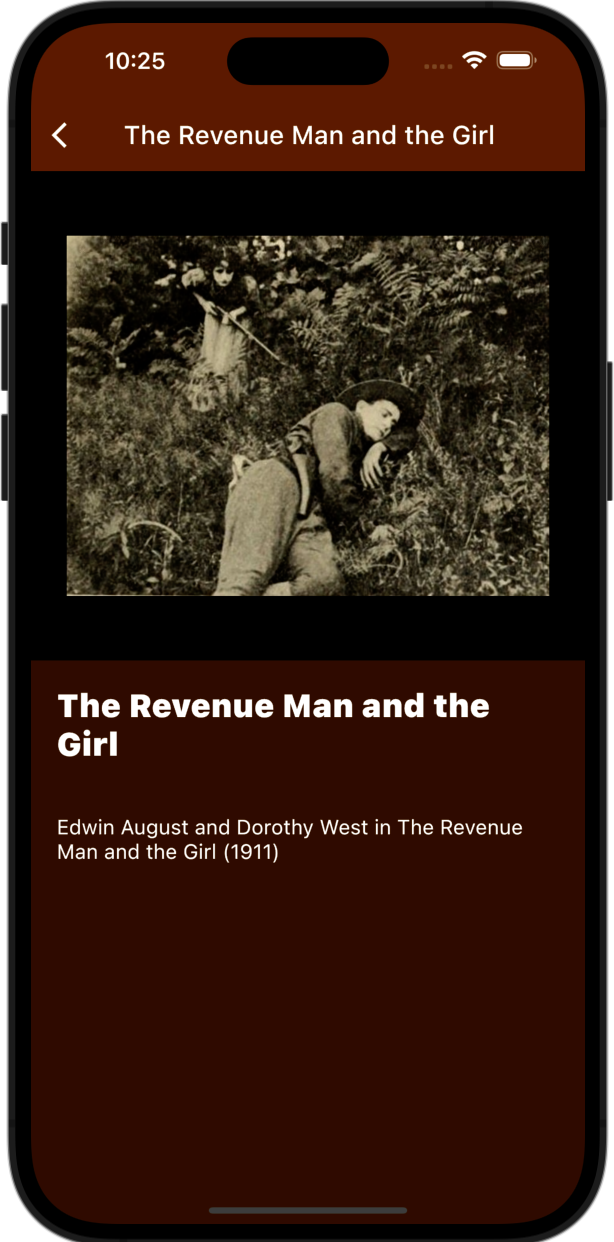 10:25
The Revenue Man and the Girl
The Revenue Man and the
Girl
Edwin August and Dorothy West in The Revenue
Man and the Girl (1911)